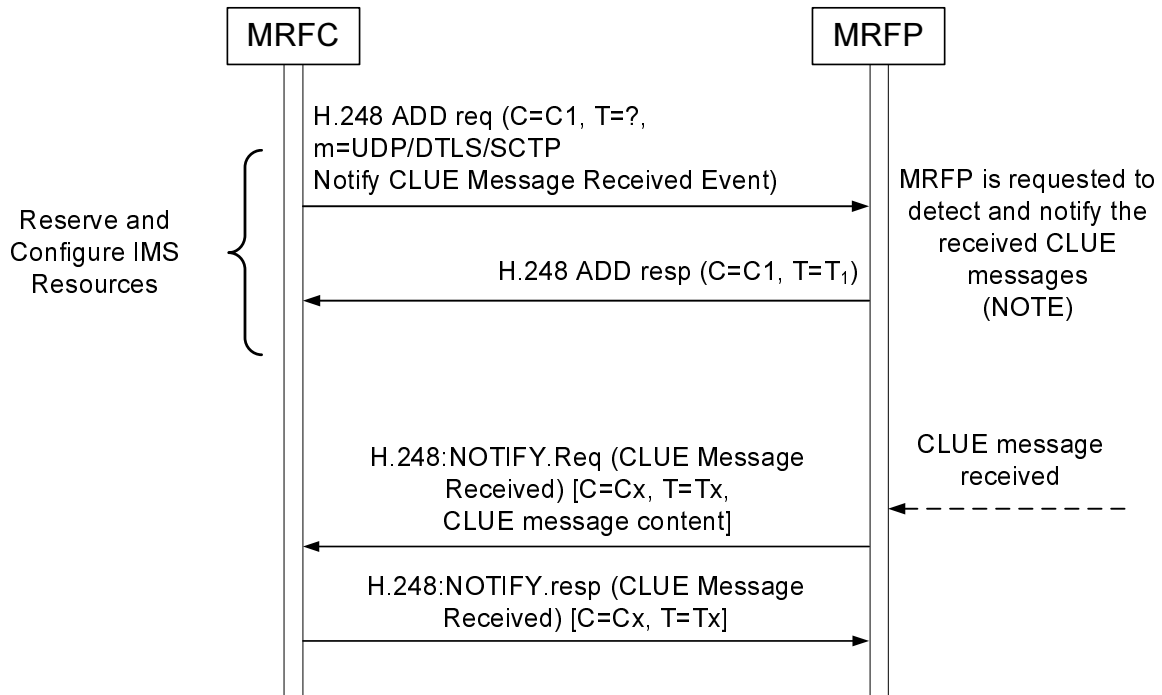 MRFC
MRFP
H.248 ADD req (C=C1, T=?,
m=UDP/DTLS/SCTP
Notify CLUE Message Received Event)
MRFP is requested to
detect and notify the
received CLUE
messages
(NOTE)
Reserve and
Configure IMS
Resources
H.248 ADD resp (C=C1, T=T₁)
CLUE message
received
H.248:NOTIFY.Req (CLUE Message
Received) [C=Cx, T=Tx,
CLUE message content]
H.248:NOTIFY.resp (CLUE Message
Received) [C=Cx, T=Tx]